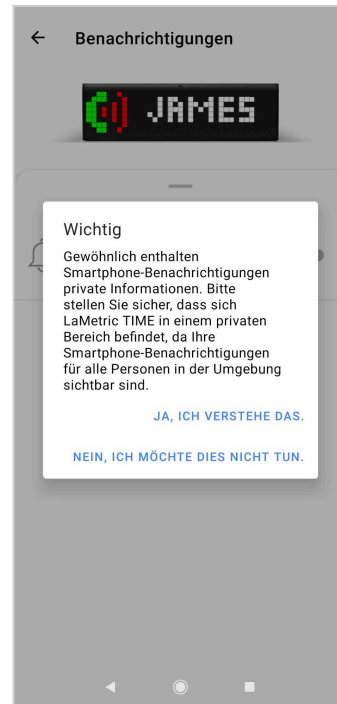 Benachrichtigungen
JAMES
Wichtig
Gewöhnlich enthalten
Smartphone-Benachrichtigungen
private Informationen. Bitte
stellen Sie sicher, dass sich
LaMetric TIME in einem privaten
Bereich befindet, da Ihre
Smartphone-Benachrichtigungen
für alle Personen in der Umgebung
sichtbar sind.
JA, ICH VERSTEHE DAS.
NEIN, ICH MÖCHTE DIES NICHT TUN.